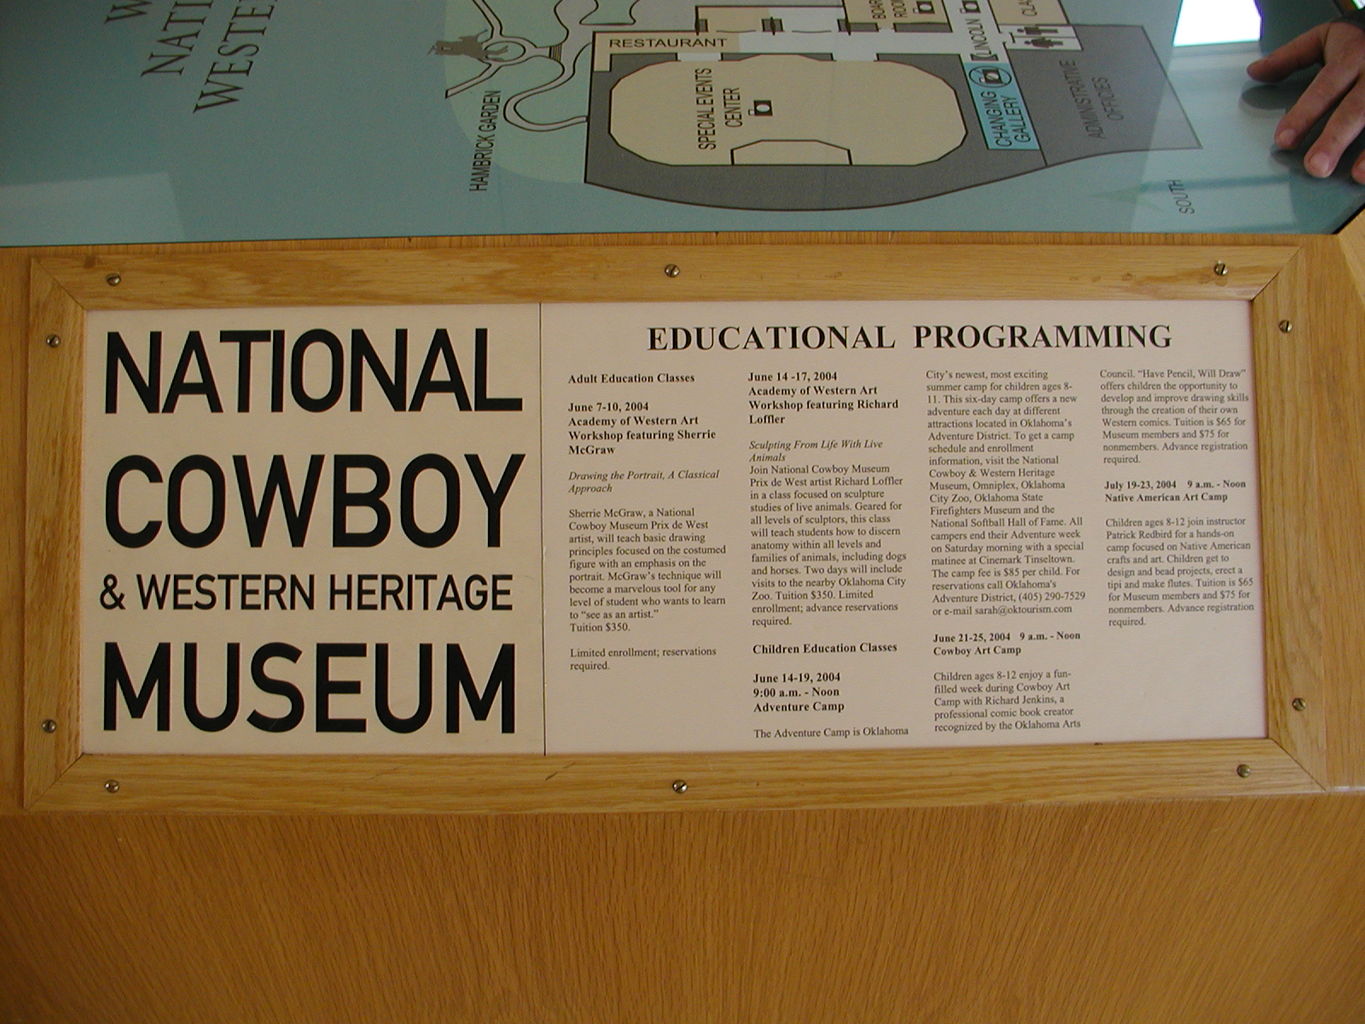 NATI
WESTE
HAMBRICK GARDEN
RESTAURANT
SPECIAL EVENTS
CENTER
LINCOLN
CHANGING
GALLERY
ADMINISTRATIVE
OFFICIES
SOUTH
NATIONAL
COWBOY
& WESTERN HERITAGE
MUSEUM
EDUCATIONAL PROGRAMMING
Adult Education Classes
June 7-10, 2004
Academy of Western Art
Workshop featuring Sherrie
McGraw
Drawing the Portrait, A Classical
Approach
Sherrie McGraw, a National
Cowboy Museum Prix de West
artist, will teach basic drawing
principles focused on the costumed
figure with an emphasis on the
portrait. McGraw's technique will
become a marvelous tool for any
level of student who wants to learn
to "see as an artist."
Tuition $350.
Limited enrollment; reservations
required.
June 14 -17, 2004
Academy of Western Art
Workshop featuring Richard
Loffler
Sculpting From Life With Live
Animals
Join National Cowboy Museum
Prix de West artist Richard Loffler
in a class focused on sculpture
studies of live animals. Geared for
all levels of sculptors, this class
will teach students how to discern
anatomy within all levels and
families of animals, including dogs
and horses. Two days will include
visits to the nearby Oklahoma City
Zoo. Tuition $350. Limited
enrollment; advance reservations
required.
Children Education Classes
June 14-19, 2004
9:00 a.m. - Noon
Adventure Camp
The Adventure Camp is Oklahoma
City's newest, most exciting
summer camp for children ages 8-
11. This six-day camp offers a new
adventure each day at different
attractions located in Oklahoma's
Adventure District. To get a camp
schedule and enrollment
information, visit the National
Cowboy & Western Heritage
Museum, Omniplex, Oklahoma
City Zoo, Oklahoma State
Firefighters Museum and the
National Softball Hall of Fame. All
campers end their Adventure week
on Saturday morning with a special
matinee at Cinemark Tinseltown.
The camp fee is $85 per child. For
reservations call Oklahoma's
Adventure District, (405) 290-7529
or e-mail sarah@oktourism.com
June 21-25, 2004 9 a.m. - Noon
Cowboy Art Camp
Children ages 8-12 enjoy a fun-
filled week during Cowboy Art
Camp with Richard Jenkins, a
professional comic book creator
recognized by the Oklahoma Arts
Council. "Have Pencil, Will Draw"
offers children the opportunity to
develop and improve drawing skills
through the creation of their own
Western comics. Tuition is $65 for
Museum members and $75 for
nonmembers. Advance registration
required.
July 19-23, 2004 9 a.m. - Noon
Native American Art Camp
Children ages 8-12 join instructor
Patrick Redbird for a hands-on
camp focused on Native American
crafts and art. Children get to
design and bead projects, erect a
tipi and make flutes. Tuition is $65
for Museum members and $75 for
nonmembers. Advance registration
required.